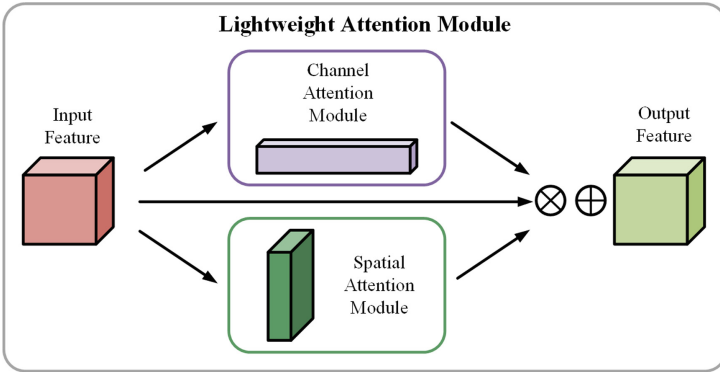 Lightweight Attention Module
Channel
Attention
Module
Input
Feature
Output
Feature
Spatial
Attention
Module